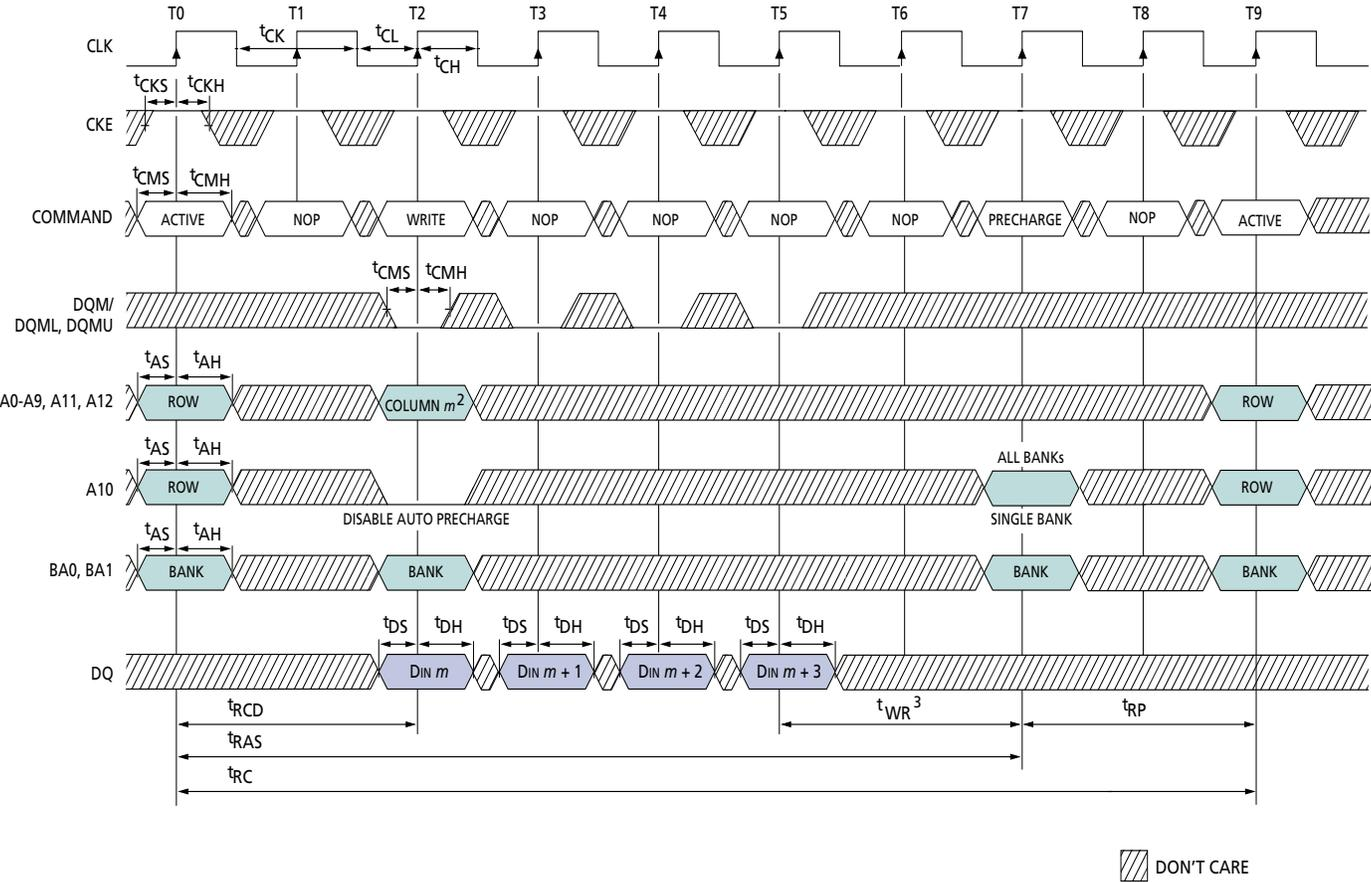 T0 T1 T2 T3 T4 T5 T6 T7 T8 T9
CLK tCK tCL tCH
tCKS tCKH
CKE
tCMS tCMH
COMMAND ACTIVE NOP WRITE NOP NOP NOP NOP PRECHARGE NOP ACTIVE
tCMS tCMH
DQM/
DQML, DQMU
tAS tAH
A0-A9, A11, A12 ROW COLUMN m2 ROW
tAS tAH ALL BANKs
A10 ROW ROW
DISABLE AUTO PRECHARGE SINGLE BANK
tAS tAH
BA0, BA1 BANK BANK BANK BANK
tDS tDH tDS tDH tDS tDH tDS tDH
DQ DIN m DIN m + 1 DIN m + 2 DIN m + 3
tRCD tWR3 tRP
tRAS
tRC
DON'T CARE